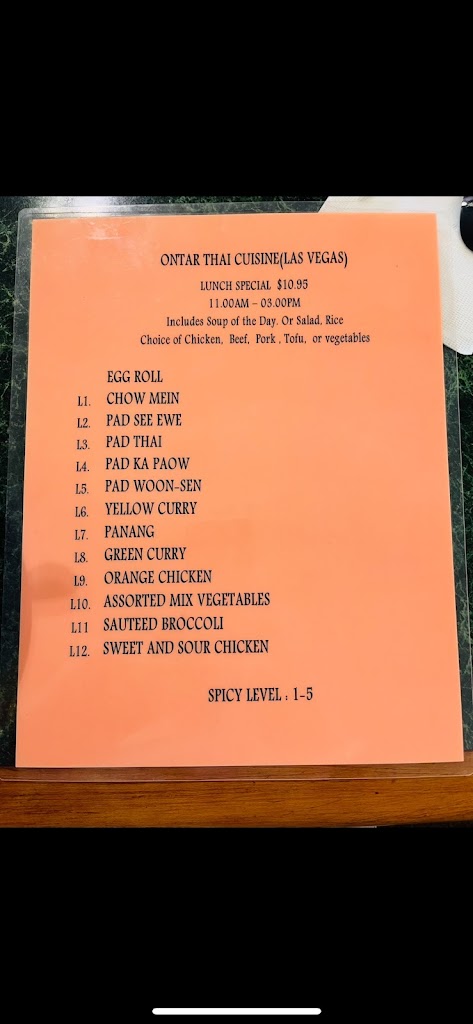 ONTAR THAI CUISINE(LAS VEGAS)
LUNCH SPECIAL $10.95
11.00AM – 03.00PM
Includes Soup of the Day. Or Salad, Rice
Choice of Chicken, Beef, Pork , Tofu, or vegetables
EGG ROLL
L1. CHOW MEIN
L2. PAD SEE EWE
L3. PAD THAI
L4. PAD KA PAOW
L5. PAD WOON-SEN
L6. YELLOW CURRY
L7. PANANG
L8. GREEN CURRY
L9. ORANGE CHICKEN
L10. ASSORTED MIX VEGETABLES
L11 SAUTEED BROCCOLI
L12. SWEET AND SOUR CHICKEN
SPICY LEVEL : 1-5